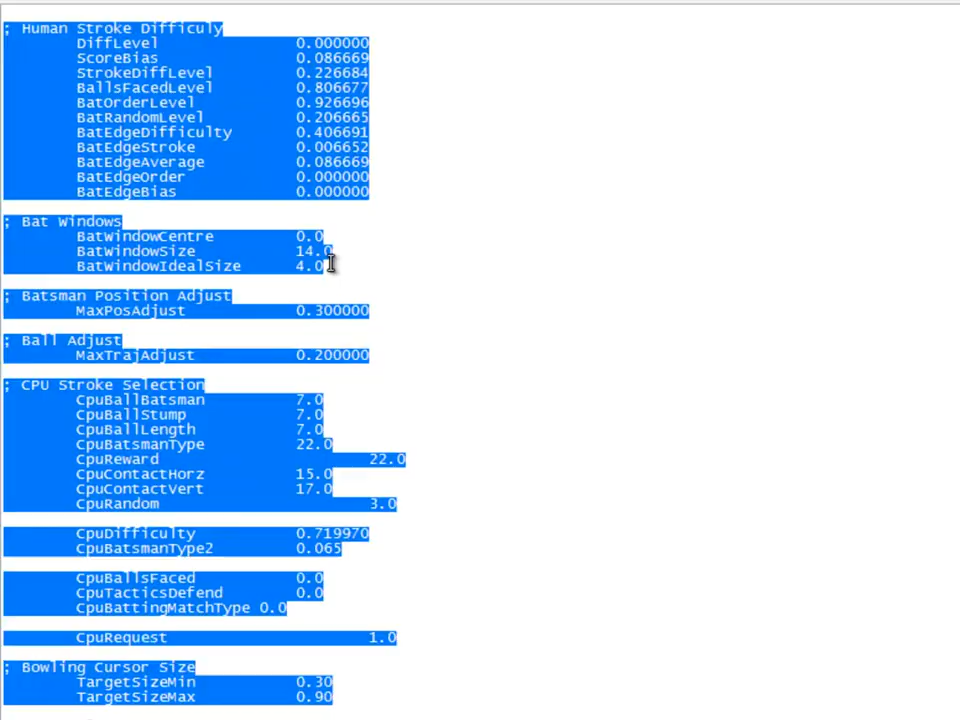 ; Human Stroke Difficuly
DiffLevel 0.000000
ScoreBias 0.086669
StrokeDiffLevel 0.226684
BallsFacedLevel 0.806677
BatOrderLevel 0.926696
BatRandomLevel 0.206665
BatEdgeDifficulty 0.406691
BatEdgeStroke 0.006652
BatEdgeAverage 0.086669
BatEdgeOrder 0.000000
BatEdgeBias 0.000000
; Bat Windows
BatWindowCentre 0.0
BatWindowSize 14.0
BatWindowIdealSize 4.0
; Batsman Position Adjust
MaxPosAdjust 0.300000
; Ball Adjust
MaxTrajAdjust 0.200000
; CPU Stroke Selection
CpuBallBatsman 7.0
CpuBallStump 7.0
CpuBallLength 7.0
CpuBatsmanType 22.0
CpuReward 22.0
CpuContactHorz 15.0
CpuContactVert 17.0
CpuRandom 3.0
CpuDifficulty 0.719970
CpuBatsmanType2 0.065
CpuBallsFaced 0.0
CpuTacticsDefend 0.0
CpuBattingMatchType 0.0
CpuRequest 1.0
; Bowling Cursor Size
TargetSizeMin 0.30
TargetSizeMax 0.90